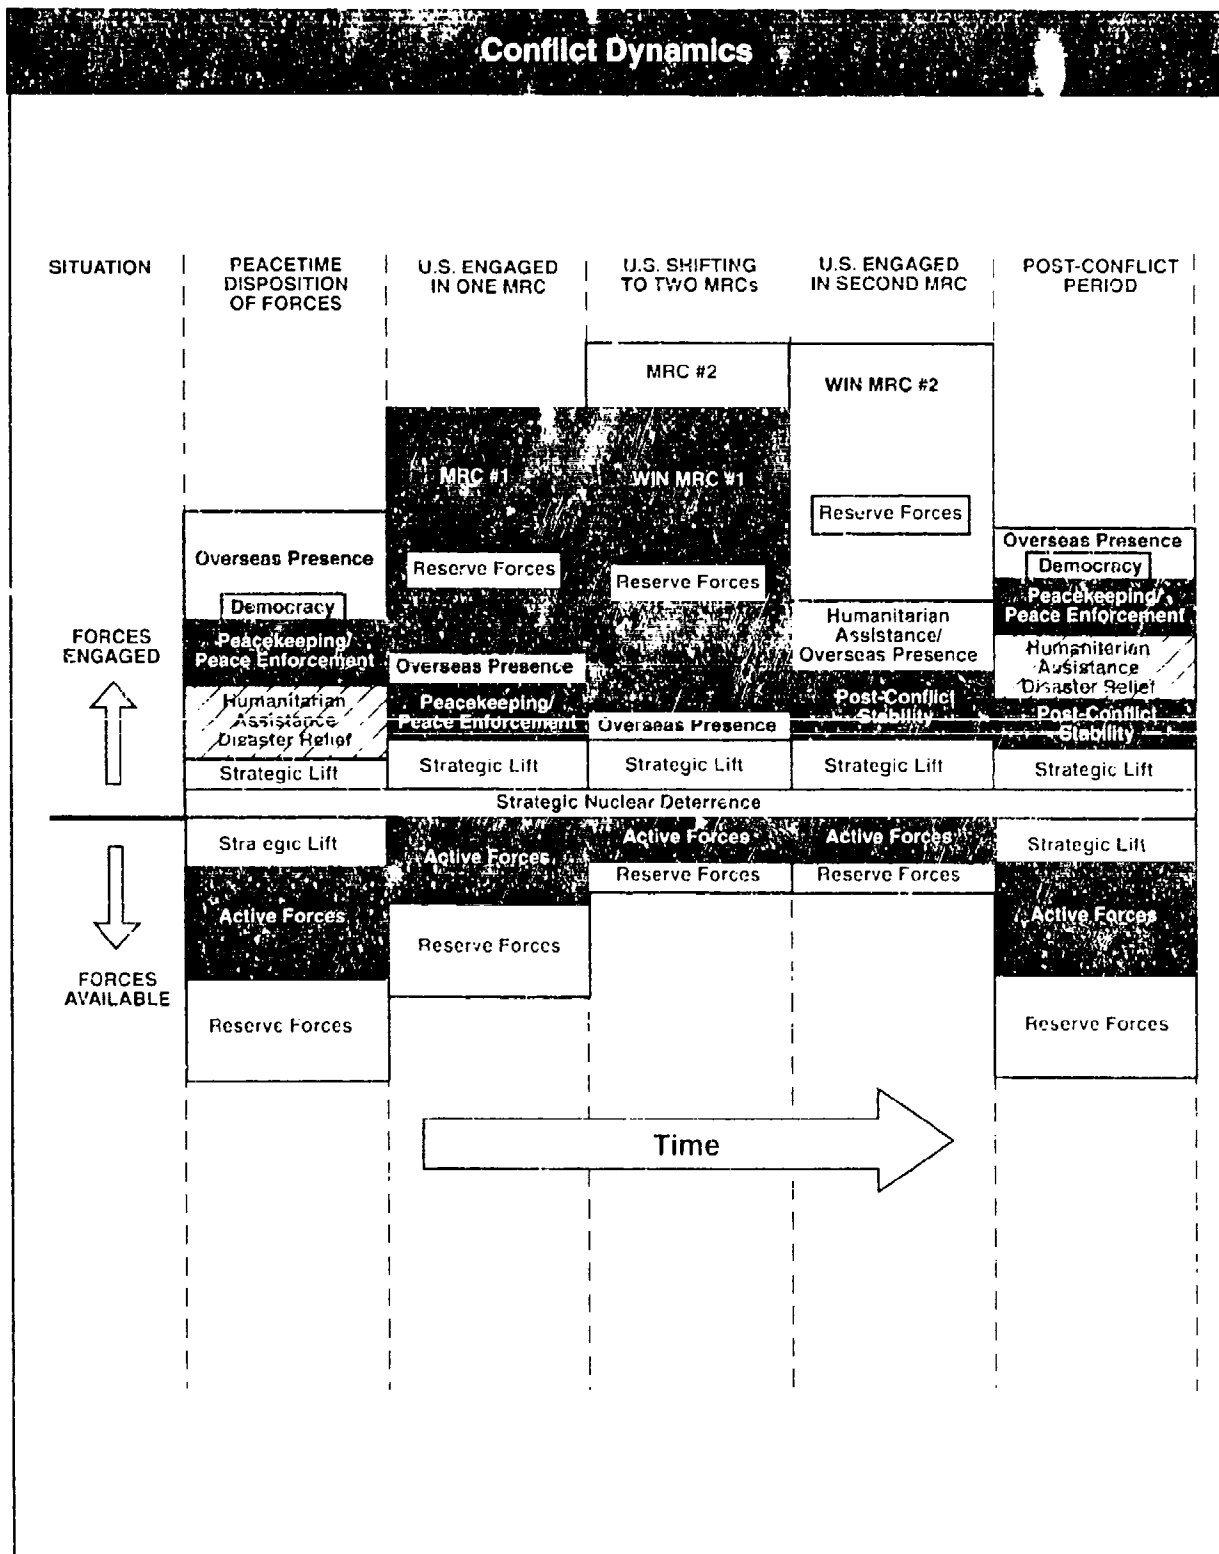 Conflict Dynamics
SITUATION
PEACETIME
DISPOSITION
OF FORCES
U.S. ENGAGED
IN ONE MRC
U.S. SHIFTING
TO TWO MRCs
U.S. ENGAGED
IN SECOND MRC
POST-CONFLICT
PERIOD
FORCES
ENGAGED
FORCES
AVAILABLE
Overseas Presence
Democracy
Peacekeeping/
Peace Enforcement
Humanitarian
Assistance
Disaster Relief
Strategic Lift
MRC #1
Reserve Forces
Overseas Presence
Peacekeeping/
Peace Enforcement
Strategic Lift
MRC #2
WIN MRC #1
Reserve Forces
Overseas Presence
Strategic Lift
WIN MRC #2
Reserve Forces
Humanitarian
Assistance/
Overseas Presence
Post-Conflict
Stability
Strategic Lift
Overseas Presence
Democracy
Peacekeeping/
Peace Enforcement
Humanitarian
Assistance
Disaster Relief
Post-Conflict
Stability
Strategic Lift
Strategic Nuclear Deterrence
Strategic Lift
Active Forces
Reserve Forces
Active Forces
Reserve Forces
Active Forces
Reserve Forces
Active Forces
Reserve Forces
Strategic Lift
Active Forces
Reserve Forces
Time